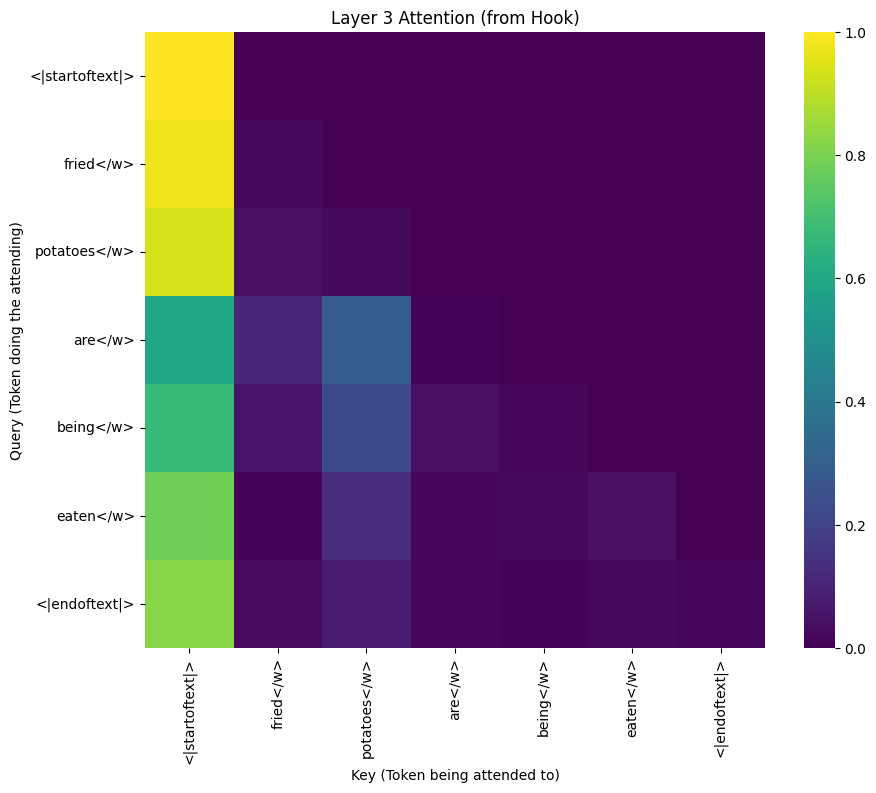 Layer 3 Attention (from Hook)
Query (Token doing the attending)
<|startoftext|>
fried</w>
potatoes</w>
are</w>
being</w>
eaten</w>
<|endoftext|>
<|startoftext|>
fried</w>
potatoes</w>
are</w>
being</w>
eaten</w>
<|endoftext|>
Key (Token being attended to)
1.0
0.8
0.6
0.4
0.2
0.0